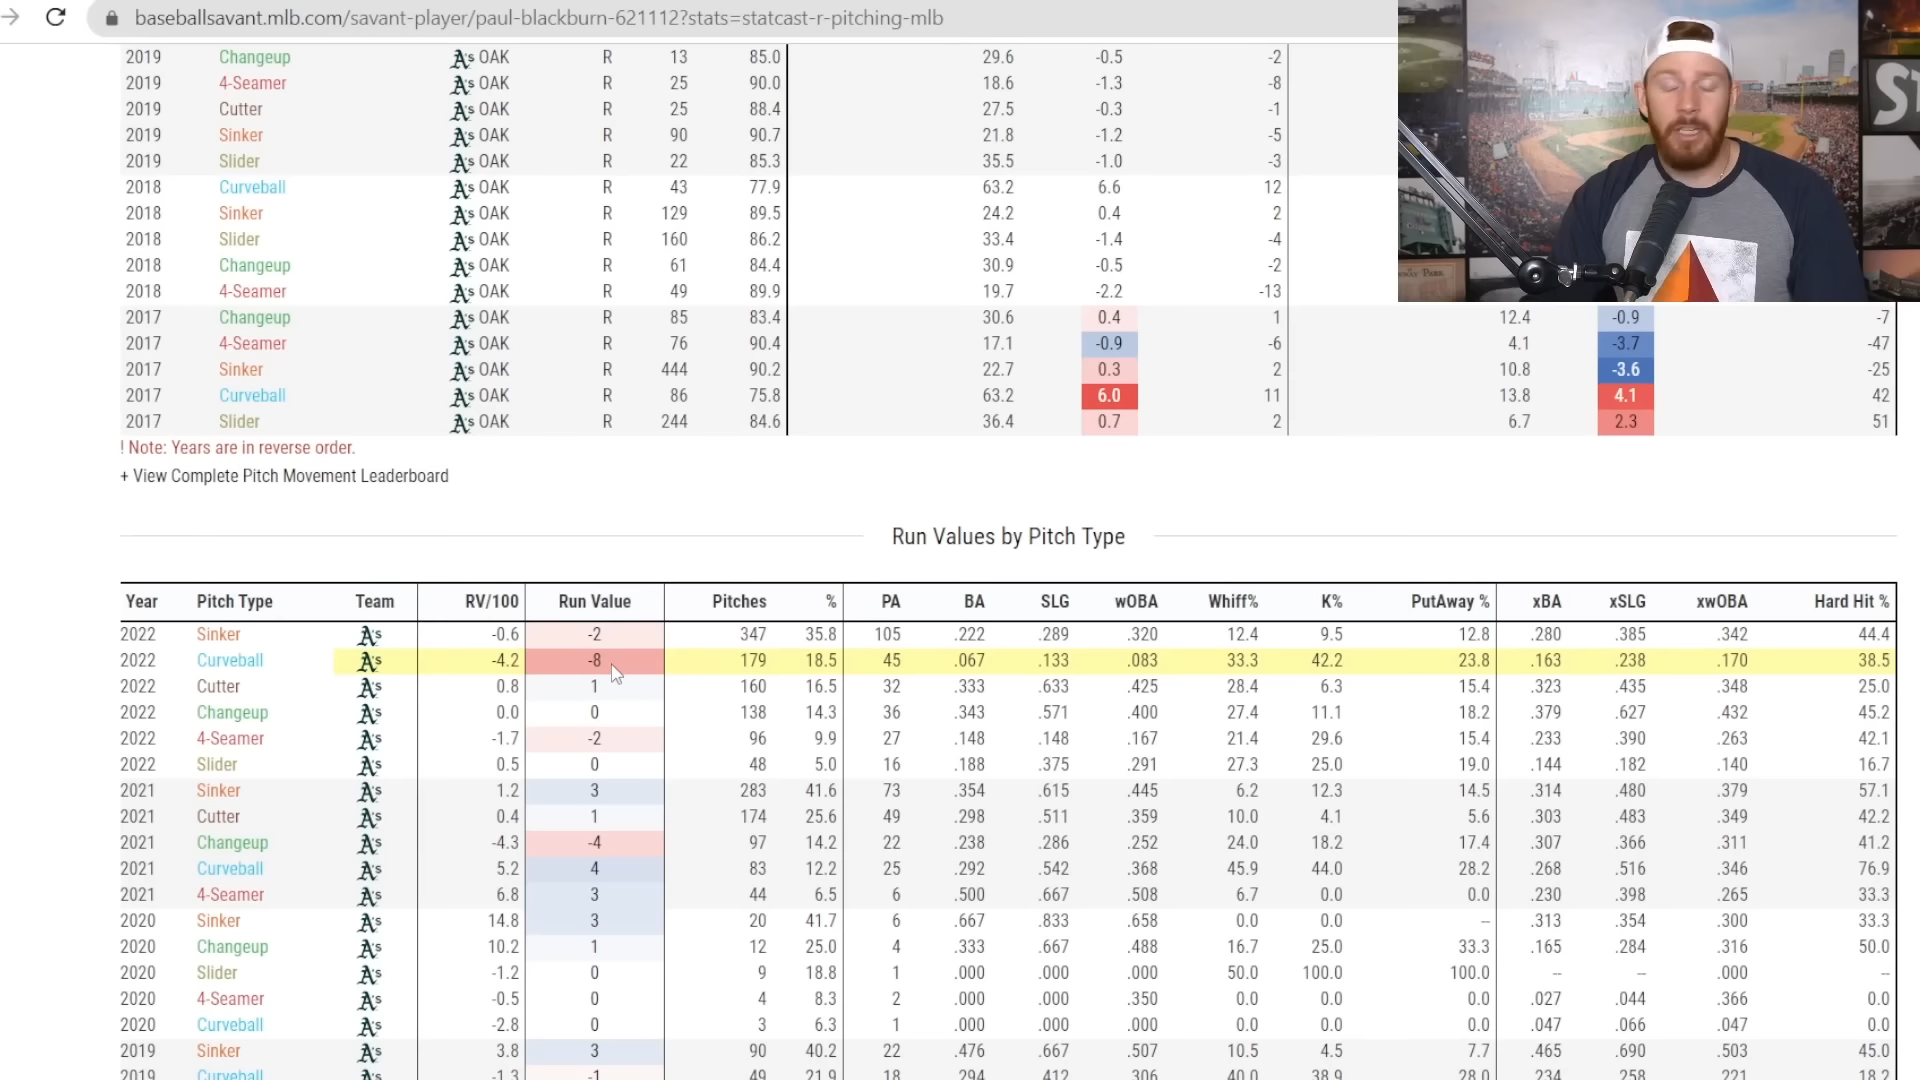 baseballsavant.mlb.com/savant-player/paul-blackburn-621112?stats=statcast-r-pitching-mlb
2019 Changeup A's OAK R 13 85.0 29.6 -0.5 -2
2019 4-Seamer A's OAK R 25 90.0 18.6 -1.3 -8
2019 Cutter A's OAK R 25 88.4 27.5 -0.3 -1
2019 Sinker A's OAK R 90 90.7 21.8 -1.2 -5
2019 Slider A's OAK R 22 85.3 35.5 -1.0 -3
2018 Curveball A's OAK R 43 77.9 63.2 6.6 12
2018 Sinker A's OAK R 129 89.5 24.2 0.4 2
2018 Slider A's OAK R 160 86.2 33.4 -1.4 -4
2018 Changeup A's OAK R 61 84.4 30.9 -0.5 -2
2018 4-Seamer A's OAK R 49 89.9 19.7 -2.2 -13
2017 Changeup A's OAK R 85 83.4 30.6 0.4 1 12.4 -0.9 -7
2017 4-Seamer A's OAK R 76 90.4 17.1 -0.9 -6 4.1 -3.7 -47
2017 Sinker A's OAK R 444 90.2 22.7 0.3 2 10.8 -3.6 -25
2017 Curveball A's OAK R 86 75.8 63.2 6.0 11 13.8 4.1 42
2017 Slider A's OAK R 244 84.6 36.4 0.7 2 6.7 2.3 51
! Note: Years are in reverse order.
+ View Complete Pitch Movement Leaderboard
Run Values by Pitch Type
Year Pitch Type Team RV/100 Run Value Pitches % PA BA SLG wOBA Whiff% K% PutAway % xBA xSLG xwOBA Hard Hit %
2022 Sinker A's -0.6 -2 347 35.8 105 .222 .289 .320 12.4 9.5 12.8 .280 .385 .342 44.4
2022 Curveball A's -4.2 -8 179 18.5 45 .067 .133 .083 33.3 42.2 23.8 .163 .238 .170 38.5
2022 Cutter A's 0.8 1 160 16.5 32 .333 .633 .425 28.4 6.3 15.4 .323 .435 .348 25.0
2022 Changeup A's 0.0 0 138 14.3 36 .343 .571 .400 27.4 11.1 18.2 .379 .627 .432 45.2
2022 4-Seamer A's -1.7 -2 96 9.9 27 .148 .148 .167 21.4 29.6 15.4 .233 .390 .263 42.1
2022 Slider A's 0.5 0 48 5.0 16 .188 .375 .291 27.3 25.0 19.0 .144 .182 .140 16.7
2021 Sinker A's 1.2 3 283 41.6 73 .354 .615 .445 6.2 12.3 14.5 .314 .480 .379 57.1
2021 Cutter A's 0.4 1 174 25.6 49 .298 .511 .359 10.0 4.1 5.6 .303 .483 .349 42.2
2021 Changeup A's -4.3 -4 97 14.2 22 .238 .286 .252 24.0 18.2 17.4 .308 .366 .311 41.2
2021 Curveball A's 5.2 4 83 12.2 25 .292 .542 .368 45.9 44.0 28.2 .268 .516 .346 76.9
2021 4-Seamer A's 6.8 3 44 6.5 6 .500 .667 .508 6.7 0.0 0.0 .230 .398 .265 33.3
2020 Sinker A's 14.8 3 20 41.7 6 .667 .833 .658 0.0 0.0 -- .313 .354 .300 33.3
2020 Changeup A's 10.2 1 12 25.0 4 .333 .667 .488 16.7 25.0 33.3 .165 .284 .316 50.0
2020 Slider A's -1.2 0 9 18.8 1 .000 .000 .000 50.0 100.0 100.0 -- -- .000 --
2020 4-Seamer A's -0.5 0 4 8.3 2 .000 .000 .350 0.0 0.0 0.0 .027 .044 .366 0.0
2020 Curveball A's -2.8 0 3 6.3 1 .000 .000 .000 0.0 0.0 0.0 .047 .066 .047 0.0
2019 Sinker A's 3.8 3 90 40.2 22 .476 .667 .507 10.5 4.5 7.7 .465 .690 .503 45.0
2019 Curveball A's -1.3 -1 49 21.9 18 .294 .412 .306 40.0 38.9 28.0 .234 .258 .221 18.2